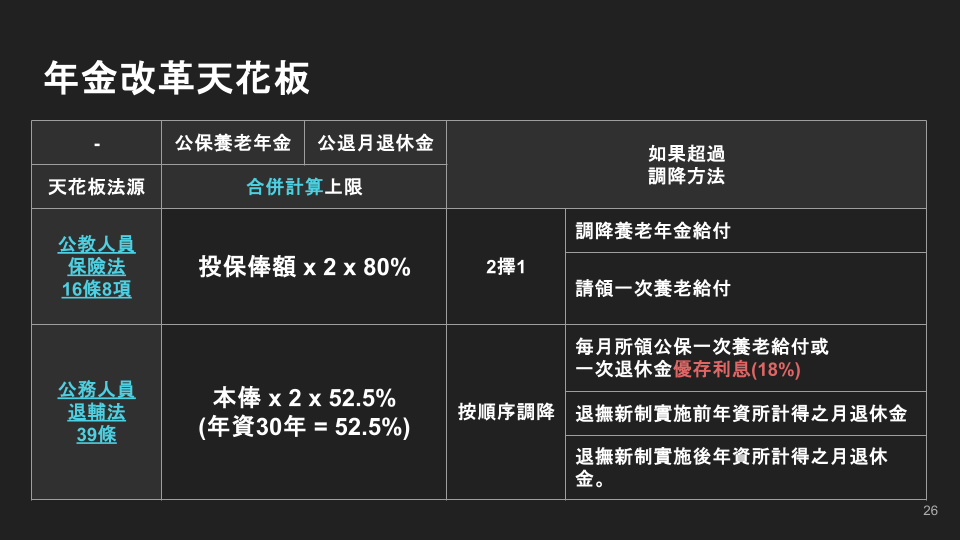 年金改革天花板
-
公保養老年金
公退月退休金
如果超過
調降方法
天花板法源
合併計算上限
公教人員
保險法
16條8項
投保俸額 x 2 x 80%
2擇1
調降養老年金給付
請領一次養老給付
公務人員
退輔法
39條
本俸 x 2 x 52.5%
(年資30年 = 52.5%)
按順序調降
每月所領公保一次養老給付或
一次退休金優存利息(18%)
退撫新制實施前年資所計得之月退休金
退撫新制實施後年資所計得之月退休
金。
26